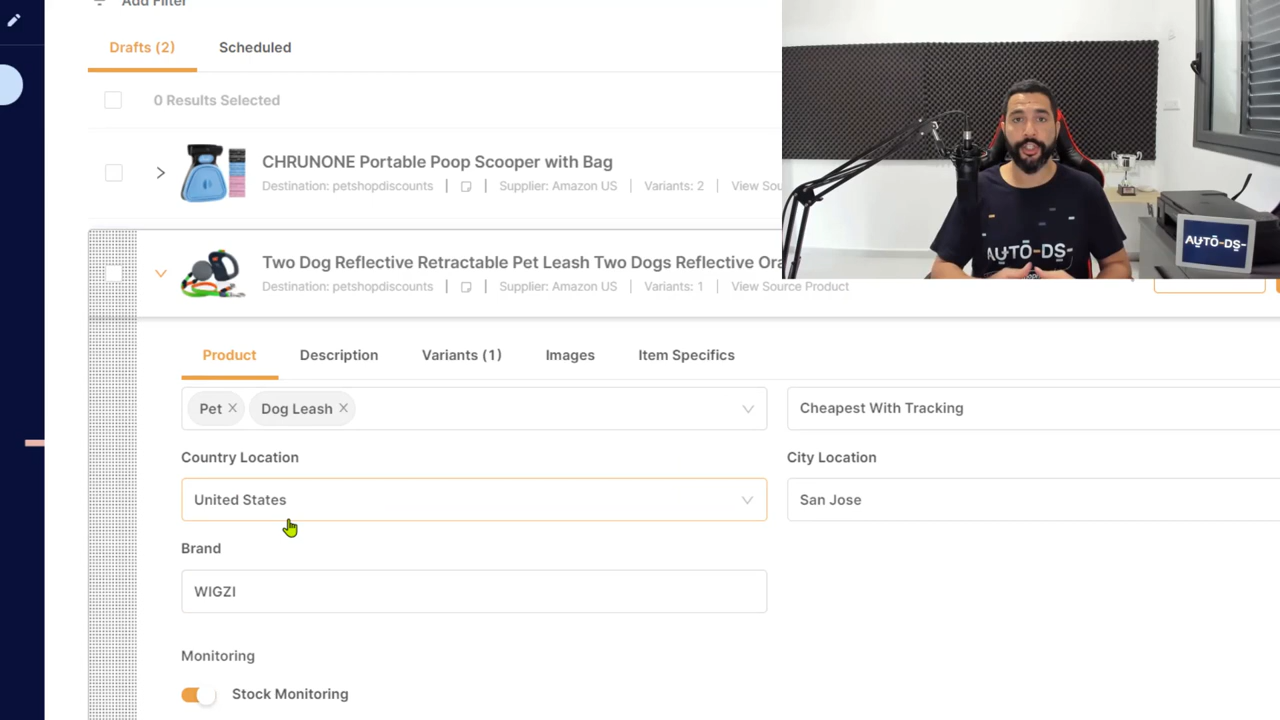 Add Filter
Drafts (2)
Scheduled
0 Results Selected
CHRUNONE Portable Poop Scooper with Bag
Destination: petshopdiscounts | | Supplier: Amazon US | Variants: 2 | View Sou
Two Dog Reflective Retractable Pet Leash Two Dogs Reflective Ora
Destination: petshopdiscounts | | Supplier: Amazon US | Variants: 1 | View Source Product
AUTO-DS-
AUTO-DS-
Product
Description
Variants (1)
Images
Item Specifics
Pet
Dog Leash
Cheapest With Tracking
Country Location
City Location
United States
San Jose
Brand
WIGZI
Monitoring
Stock Monitoring